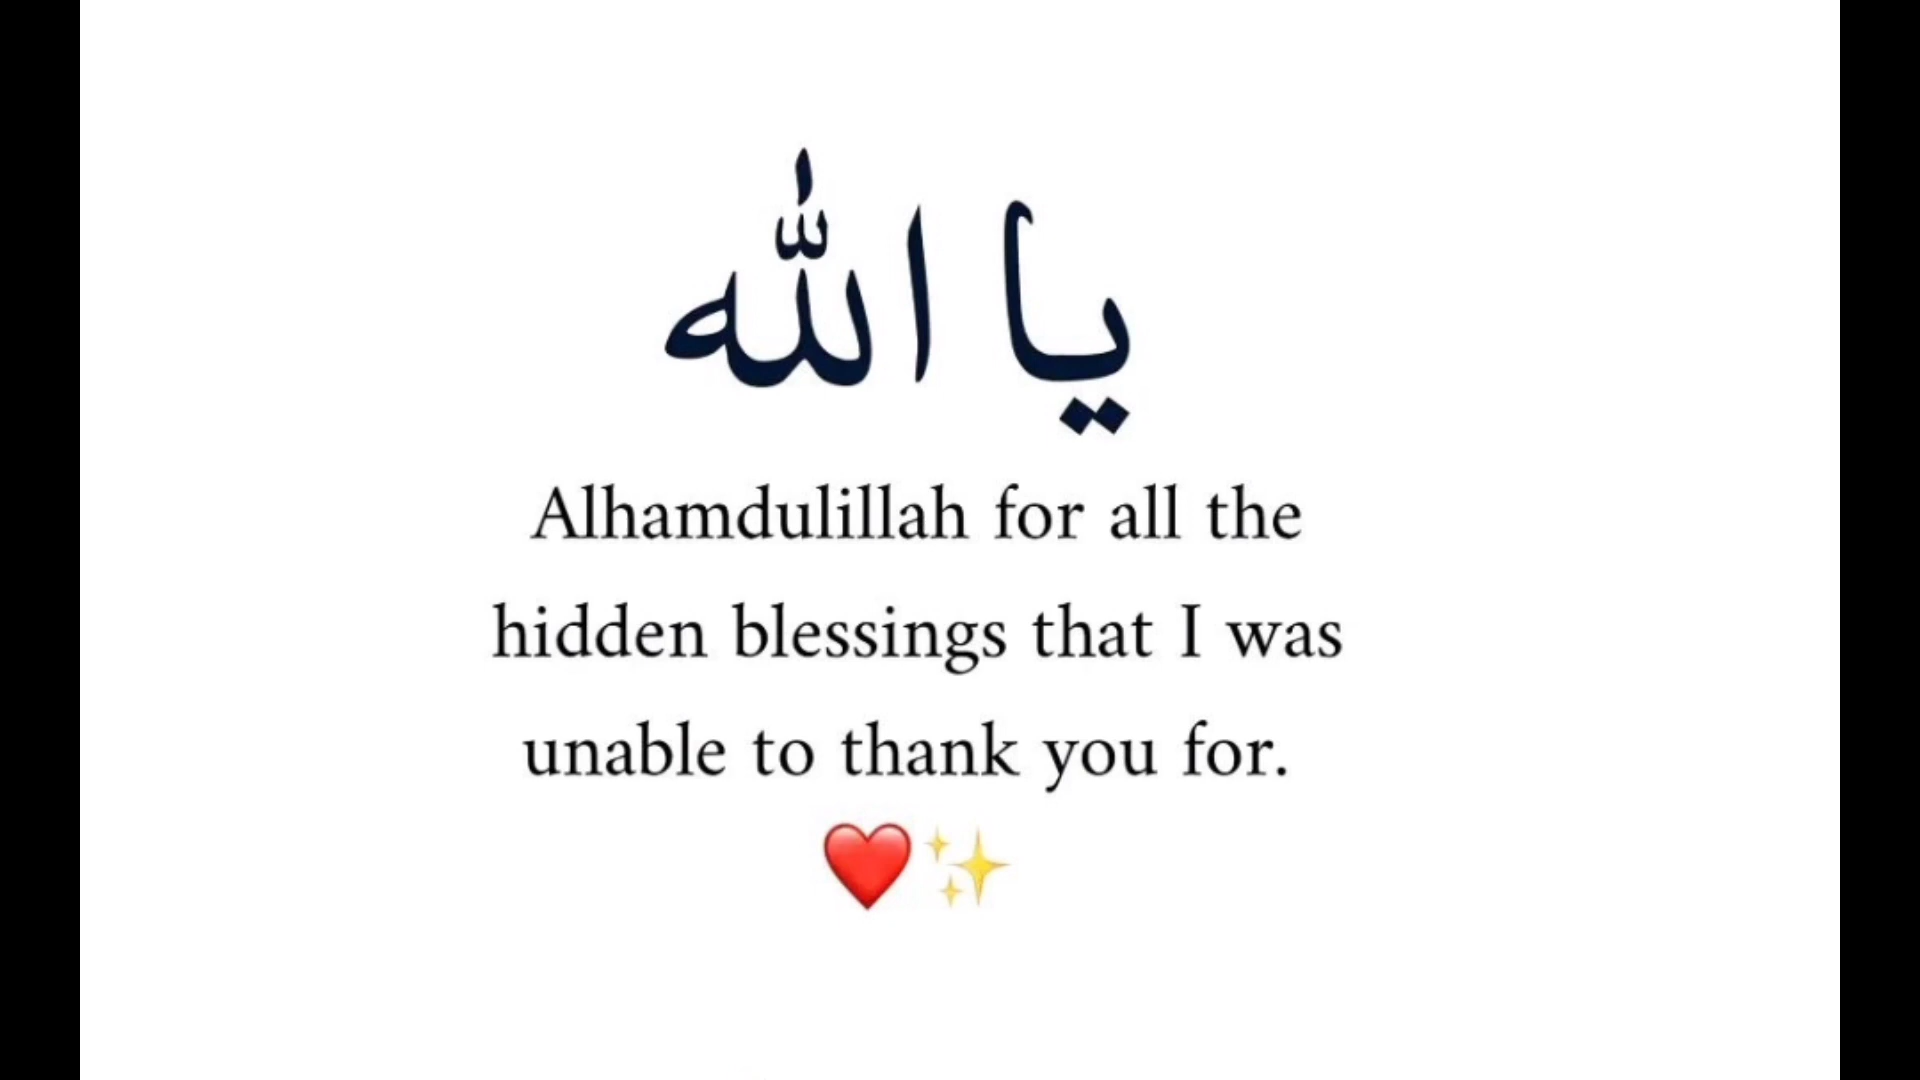 يا الله
Alhamdulillah for all the
hidden blessings that I was
unable to thank you for.
❤️✨